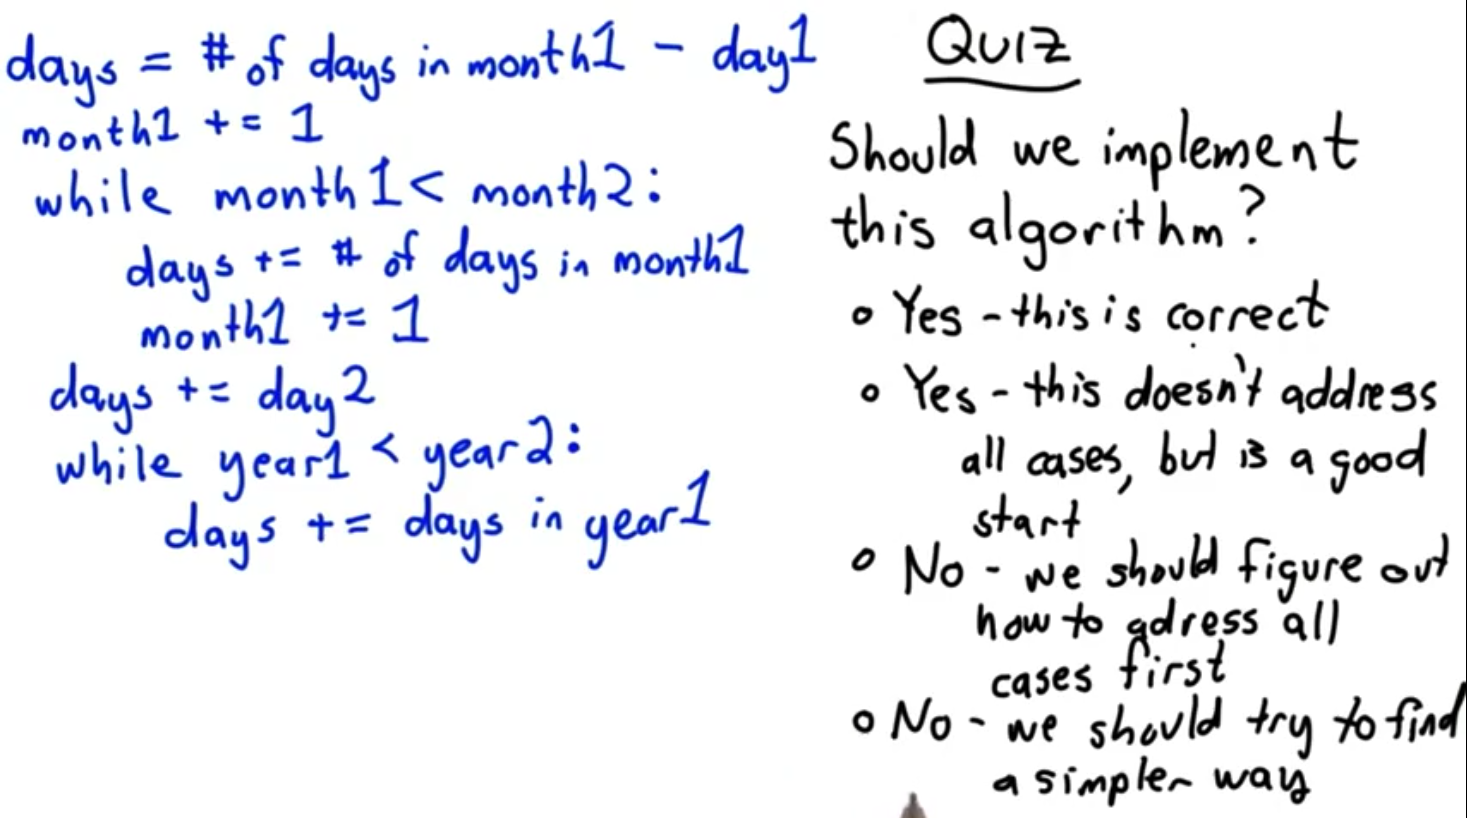 days = # of days in month1 - day1
month1 += 1
while month1 < month2:
days += # of days in month1
month1 += 1
days += day2
while year1 < year2:
days += days in year1
QUIZ
Should we implement
this algorithm?
o Yes - this is correct
o Yes - this doesn't address
all cases, but is a good
start
o No - we should figure out
how to adress all
cases first
o No - we should try to find
a simpler way